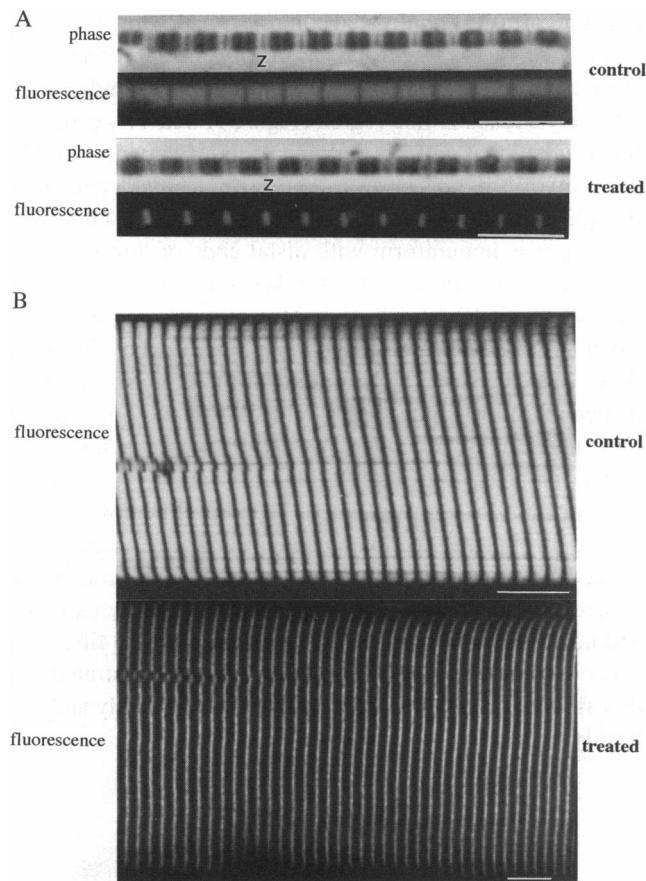 A
phase
Z
control
fluorescence
phase
Z
treated
fluorescence
B
fluorescence
control
fluorescence
treated